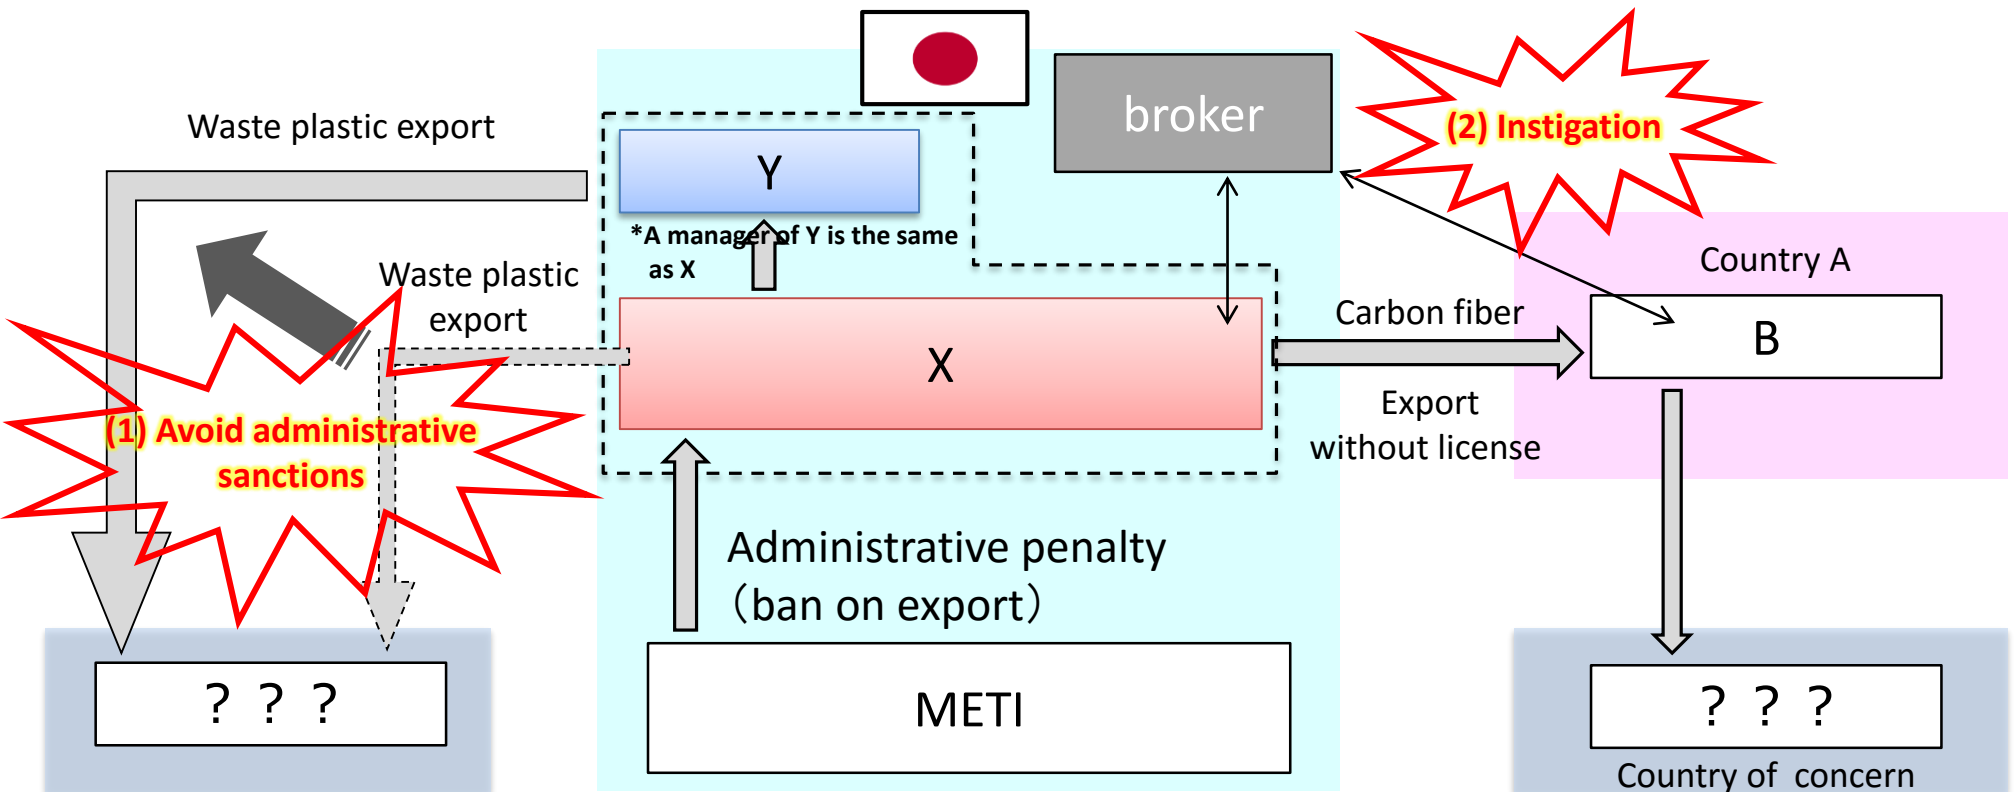 Waste plastic export
Y
*A manager of Y is the same
as X
broker
(2) Instigation
Waste plastic
export
X
Carbon fiber
Export
without license
Country A
B
(1) Avoid administrative
sanctions
Administrative penalty
（ban on export）
METI
？？？
？？？
Country of  concern